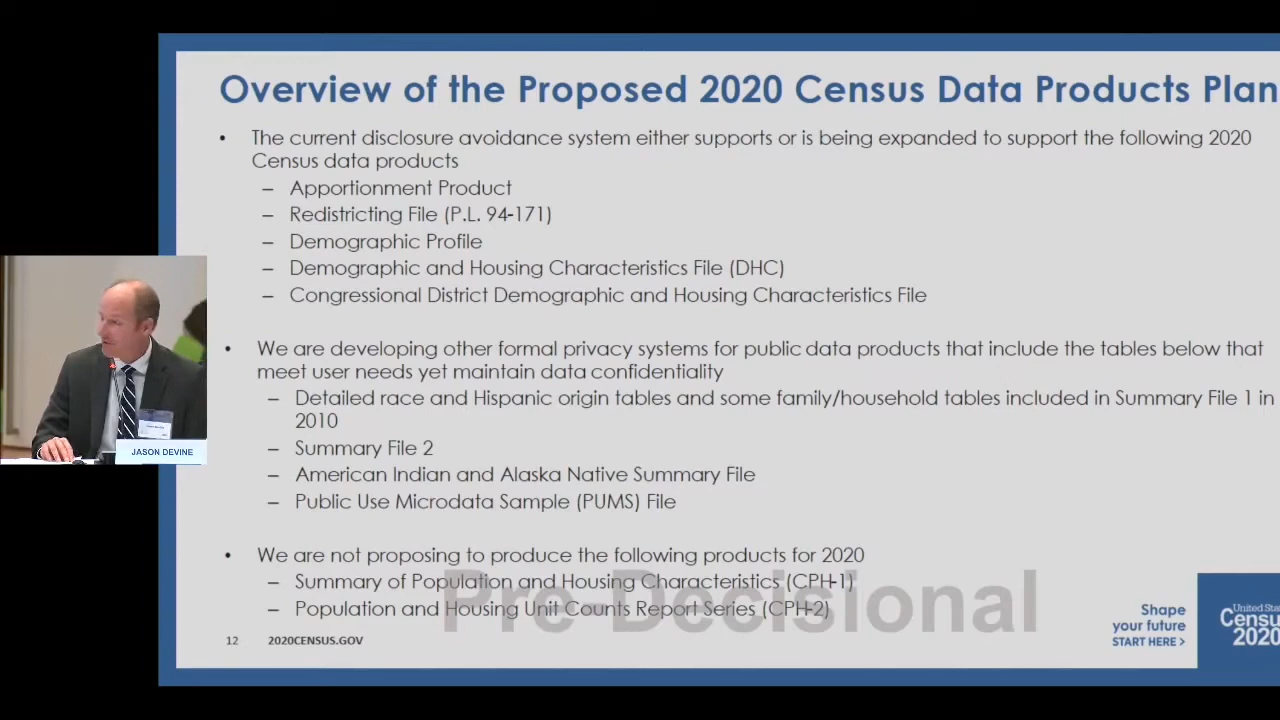 Overview of the Proposed 2020 Census Data Products Plan
• The current disclosure avoidance system either supports or is being expanded to support the following 2020
Census data products
– Apportionment Product
– Redistricting File (P.L. 94-171)
– Demographic Profile
– Demographic and Housing Characteristics File (DHC)
– Congressional District Demographic and Housing Characteristics File
• We are developing other formal privacy systems for public data products that include the tables below that
meet user needs yet maintain data confidentiality
– Detailed race and Hispanic origin tables and some family/household tables included in Summary File 1 in
2010
– Summary File 2
– American Indian and Alaska Native Summary File
– Public Use Microdata Sample (PUMS) File
• We are not proposing to produce the following products for 2020
– Summary of Population and Housing Characteristics (CPH-1)
– Population and Housing Unit Counts Report Series (CPH-2)
Pre-Decisional
12 2020CENSUS.GOV
Shape
your future
START HERE >
United State
Censu
2020
JASON DEVINE